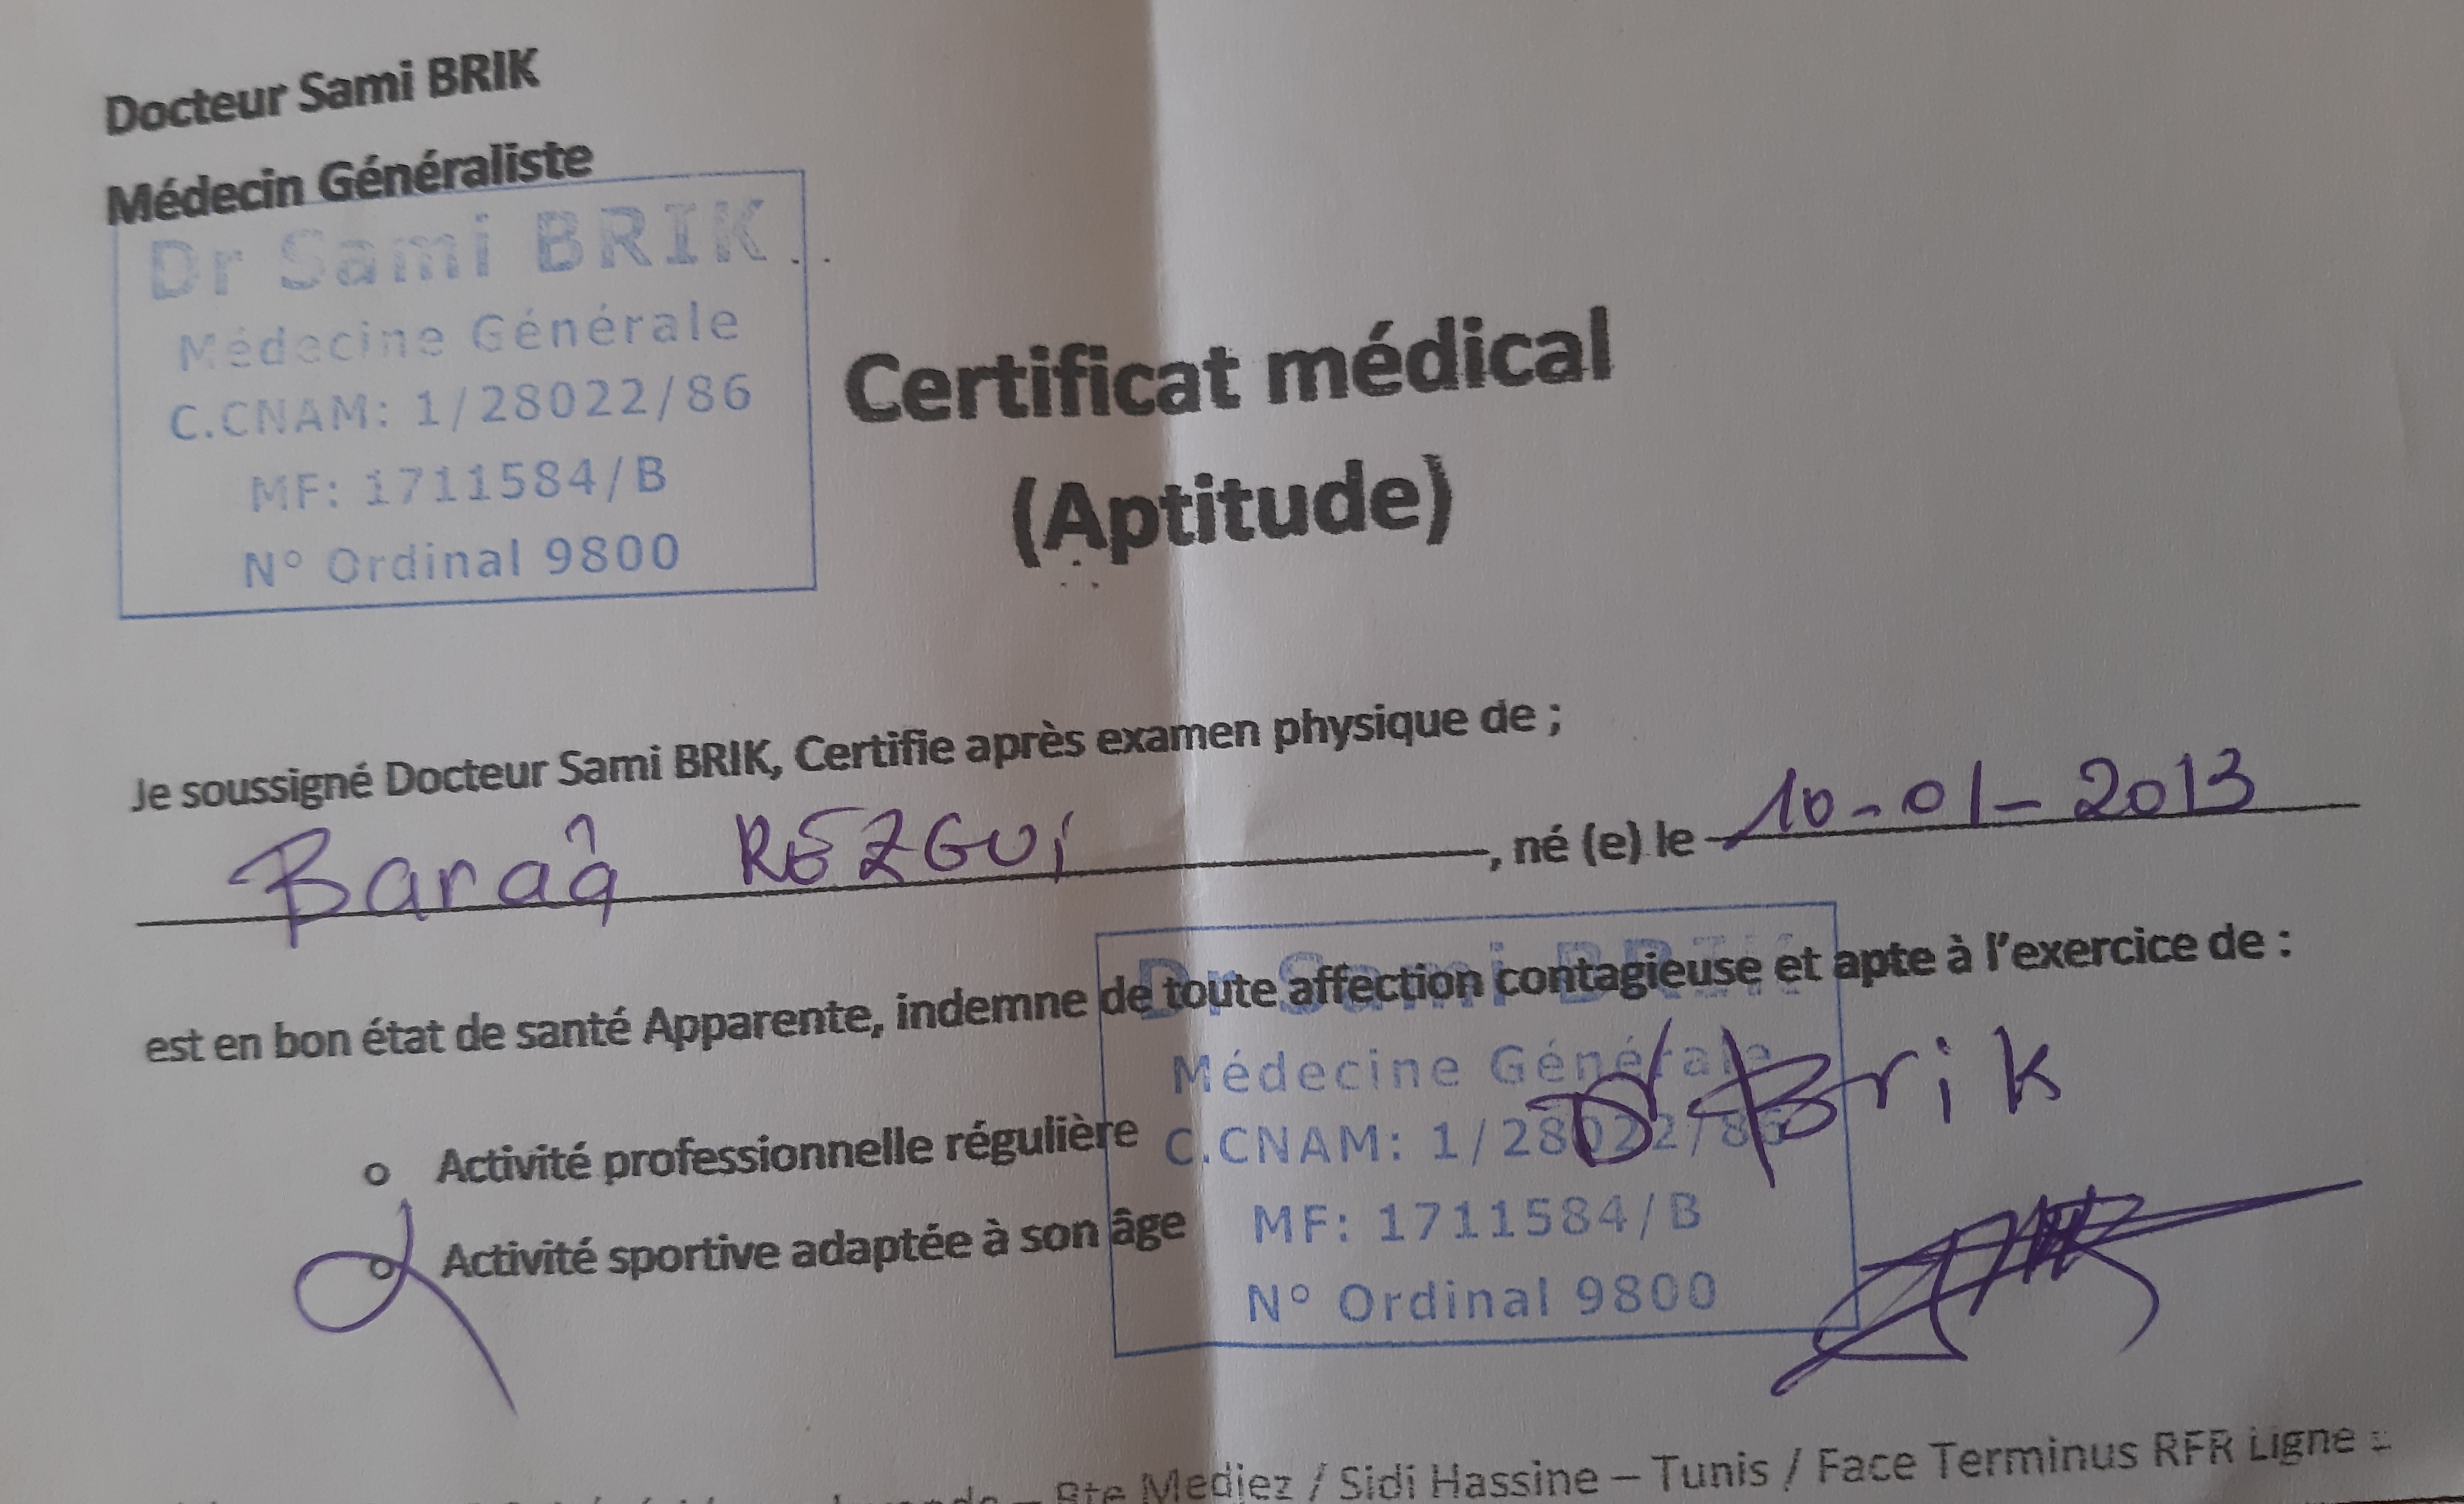 Docteur Sami BRIK
Médecin Généraliste
Dr Sami BRIK
Médecine Générale
C.CNAM: 1/28022/86
MF: 1711584/B
N° Ordinal 9800
Certificat médical
(Aptitude)
Je soussigné Docteur Sami BRIK, Certifie après examen physique de ;
Baraâ REZGUi, né (e) le 10-01-2013
est en bon état de santé Apparente, indemne de toute affection contagieuse et apte à l'exercice de :
Dr Sami BRIK
Médecine Générale
Dr Brik
o Activité professionnelle régulière
C.CNAM: 1/28022/86
MF: 1711584/B
o Activité sportive adaptée à son âge
N° Ordinal 9800
– Rte Mediez / Sidi Hassine – Tunis / Face Terminus RFR Ligne